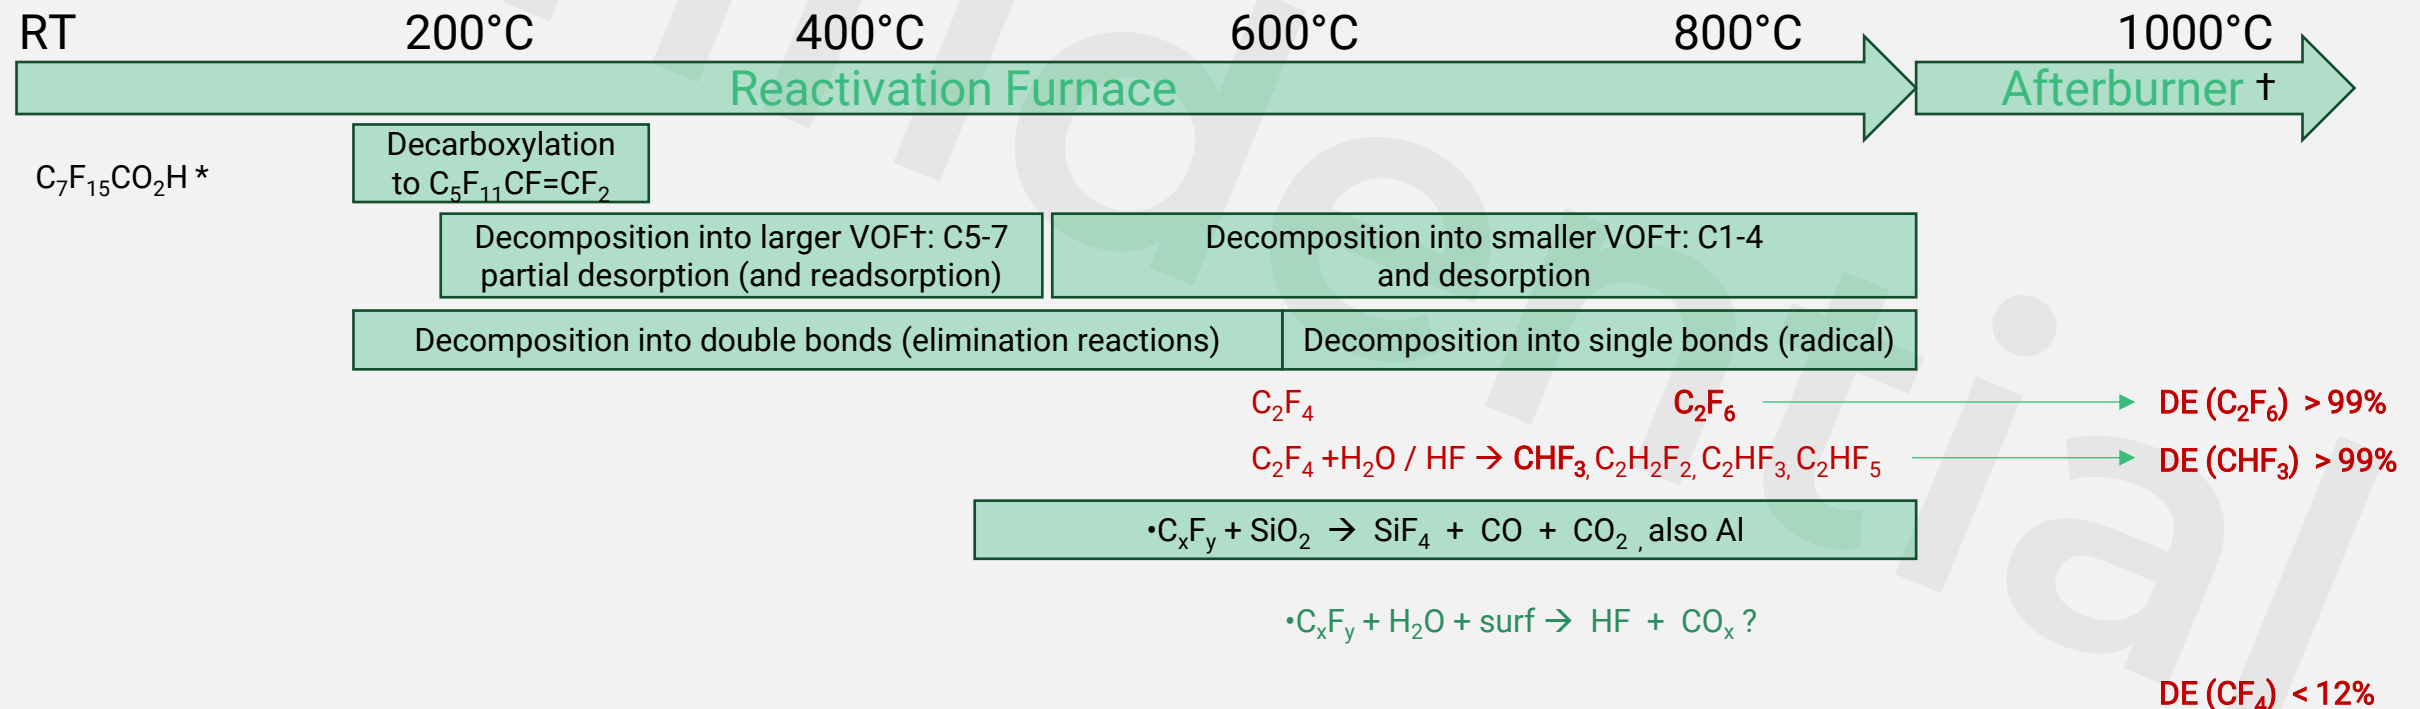 RT 200°C 400°C 600°C 800°C 1000°C
Reactivation Furnace Afterburner †
C₇F₁₅CO₂H *
Decarboxylation
to C₅F₁₁CF=CF₂
Decomposition into larger VOF†: C5-7
partial desorption (and readsorption)
Decomposition into smaller VOF†: C1-4
and desorption
Decomposition into double bonds (elimination reactions)
Decomposition into single bonds (radical)
C₂F₄ C₂F₆ DE (C₂F₆) > 99%
C₂F₄ +H₂O / HF → CHF₃, C₂H₂F₂, C₂HF₃, C₂HF₅ DE (CHF₃) > 99%
•CₓFᵧ + SiO₂ → SiF₄ + CO + CO₂ , also Al
•CₓFᵧ + H₂O + surf → HF + COₓ ?
DE (CF₄) < 12%